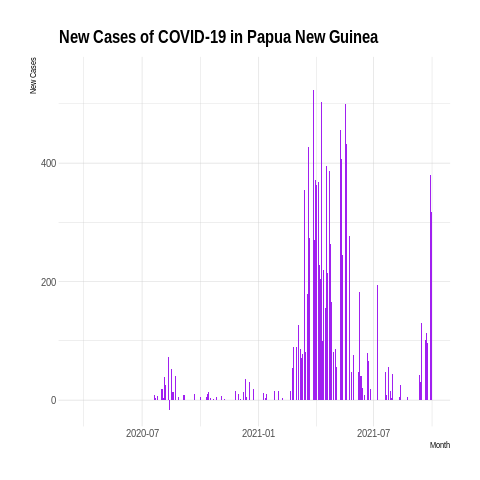 New Cases of COVID-19 in Papua New Guinea
New Cases
400
200
0
2020-07
2021-01
2021-07
Month